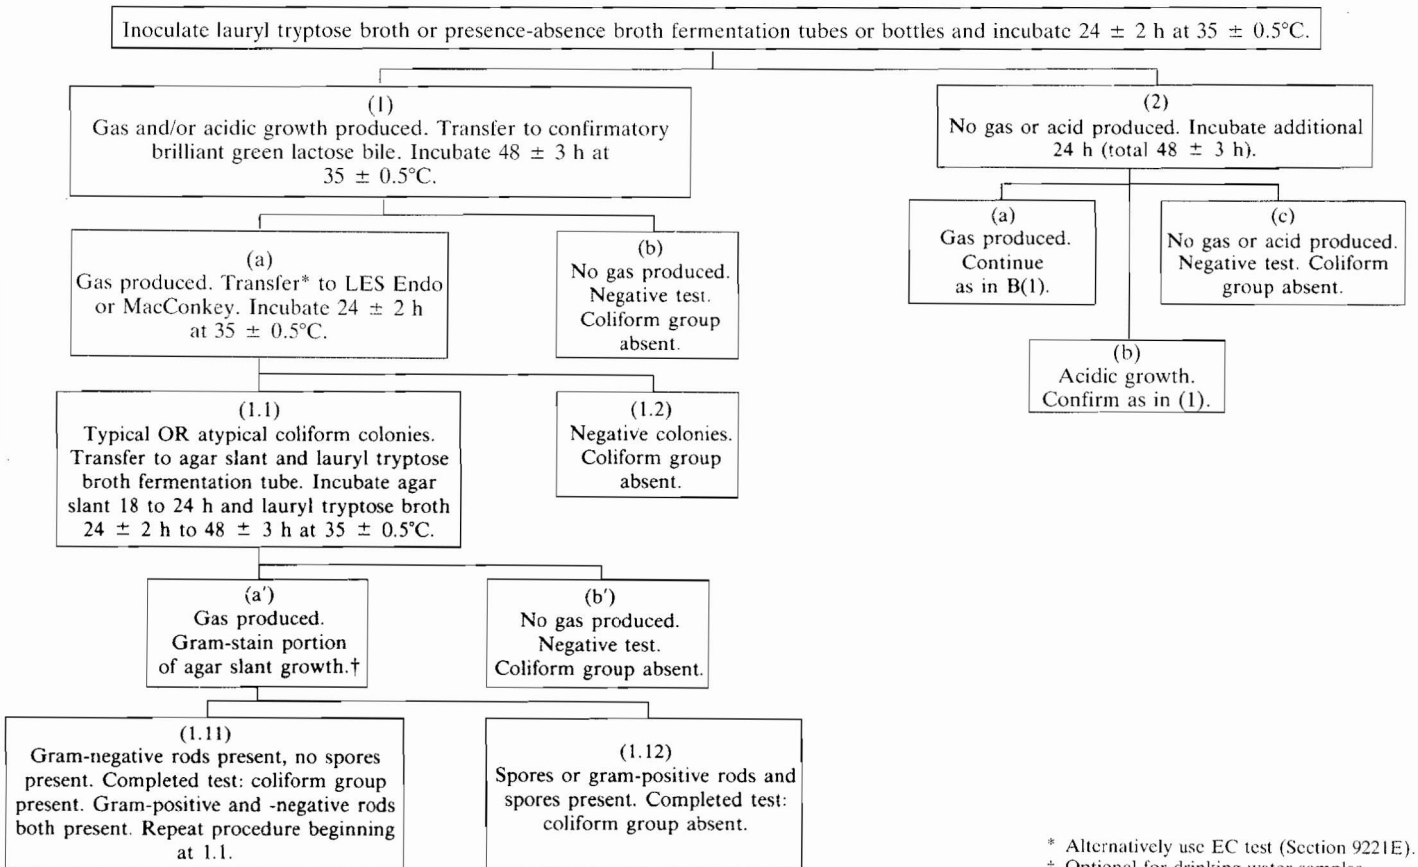 Inoculate lauryl tryptose broth or presence-absence broth fermentation tubes or bottles and incubate 24 ± 2 h at 35 ± 0.5°C.
(1)
Gas and/or acidic growth produced. Transfer to confirmatory
brilliant green lactose bile. Incubate 48 ± 3 h at
35 ± 0.5°C.
(2)
No gas or acid produced. Incubate additional
24 h (total 48 ± 3 h).
(a)
Gas produced. Transfer* to LES Endo
or MacConkey. Incubate 24 ± 2 h
at 35 ± 0.5°C.
(b)
No gas produced.
Negative test.
Coliform group
absent.
(a)
Gas produced.
Continue
as in B(1).
(c)
No gas or acid produced.
Negative test. Coliform
group absent.
(b)
Acidic growth.
Confirm as in (1).
(1.1)
Typical OR atypical coliform colonies.
Transfer to agar slant and lauryl tryptose
broth fermentation tube. Incubate agar
slant 18 to 24 h and lauryl tryptose broth
24 ± 2 h to 48 ± 3 h at 35 ± 0.5°C.
(1.2)
Negative colonies.
Coliform group
absent.
(a')
Gas produced.
Gram-stain portion
of agar slant growth.†
(b')
No gas produced.
Negative test.
Coliform group absent.
(1.11)
Gram-negative rods present, no spores
present. Completed test: coliform group
present. Gram-positive and -negative rods
both present. Repeat procedure beginning
at 1.1.
(1.12)
Spores or gram-positive rods and
spores present. Completed test:
coliform group absent.
* Alternatively use EC test (Section 9221E).
† Optional for drinking water samples